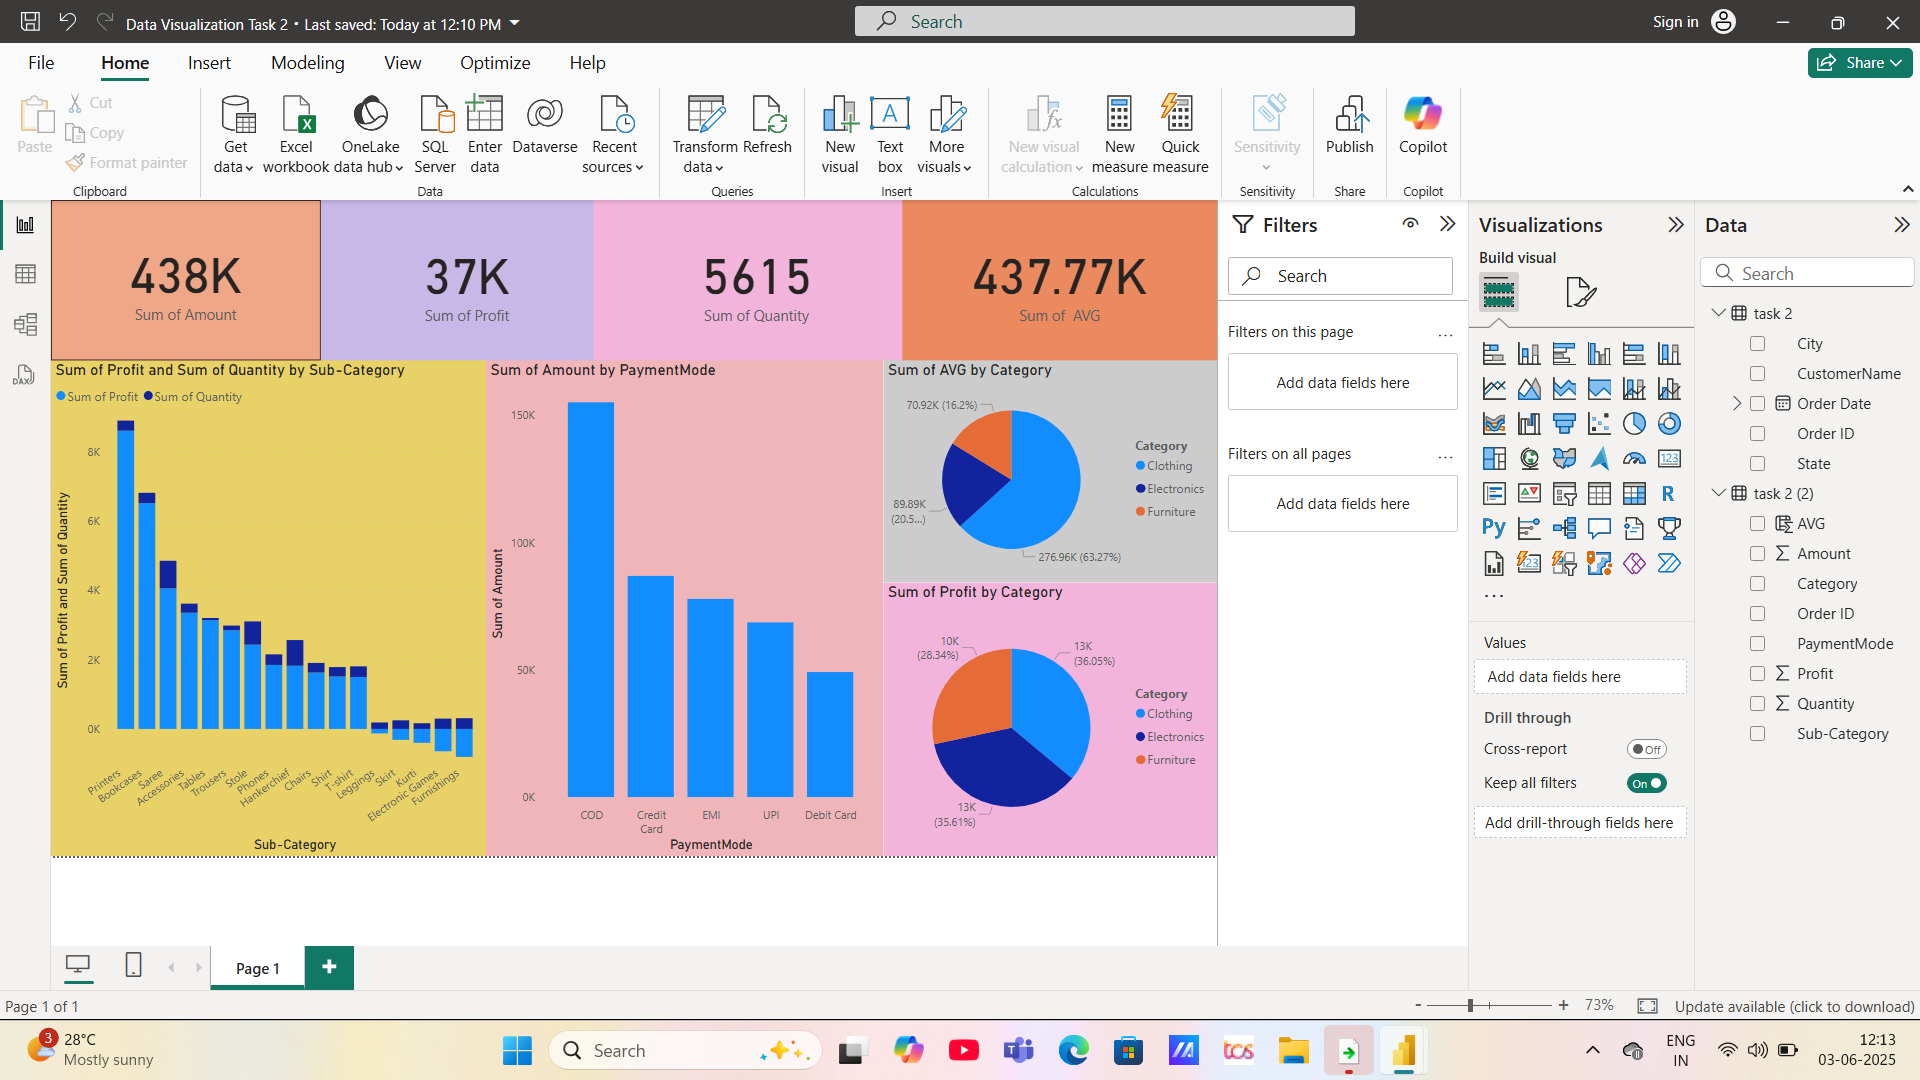 Data Visualization Task 2 • Last saved: Today at 12:10 PM
Search
Sign in
File Home Insert Modeling View Optimize Help
Share
Paste
Cut
Copy
Format painter
Clipboard
Get data
Excel workbook
OneLake data hub
SQL Server
Enter data
Dataverse
Recent sources
Data
Transform data
Refresh
Queries
New visual
Text box
More visuals
Insert
New visual calculation
New measure
Quick measure
Calculations
Sensitivity
Sensitivity
Publish
Share
Copilot
Copilot
DAX
438K
Sum of Amount
37K
Sum of Profit
5615
Sum of Quantity
437.77K
Sum of AVG
Sum of Profit and Sum of Quantity by Sub-Category
Sum of Profit Sum of Quantity
Sum of Profit and Sum of Quantity
8K
6K
4K
2K
0K
Printers
Bookcases
Saree
Accessories
Tables
Trousers
Stole
Phones
Hankerchief
Chairs
Shirt
T-shirt
Leggings
Skirt
Kurti
Electronic Games
Furnishings
Sub-Category
Sum of Amount by PaymentMode
Sum of Amount
150K
100K
50K
0K
COD
Credit Card
EMI
UPI
Debit Card
PaymentMode
Sum of AVG by Category
70.92K (16.2%)
89.89K
(20.5...)
276.96K (63.27%)
Category
Clothing
Electronics
Furniture
Sum of Profit by Category
10K
(28.34%)
13K
(36.05%)
13K
(35.61%)
Category
Clothing
Electronics
Furniture
Filters
Search
Filters on this page
...
Add data fields here
Filters on all pages
...
Add data fields here
Visualizations
Build visual
123
R
Py
123
...
Values
Add data fields here
Drill through
Cross-report
Off
Keep all filters
On
Add drill-through fields here
Data
Search
task 2
City
CustomerName
Order Date
Order ID
State
task 2 (2)
AVG
Amount
Category
Order ID
PaymentMode
Profit
Quantity
Sub-Category
Page 1
Page 1 of 1
- + 73%
Update available (click to download)
3
28°C
Mostly sunny
Search
tcs
ENG
IN
12:13
03-06-2025